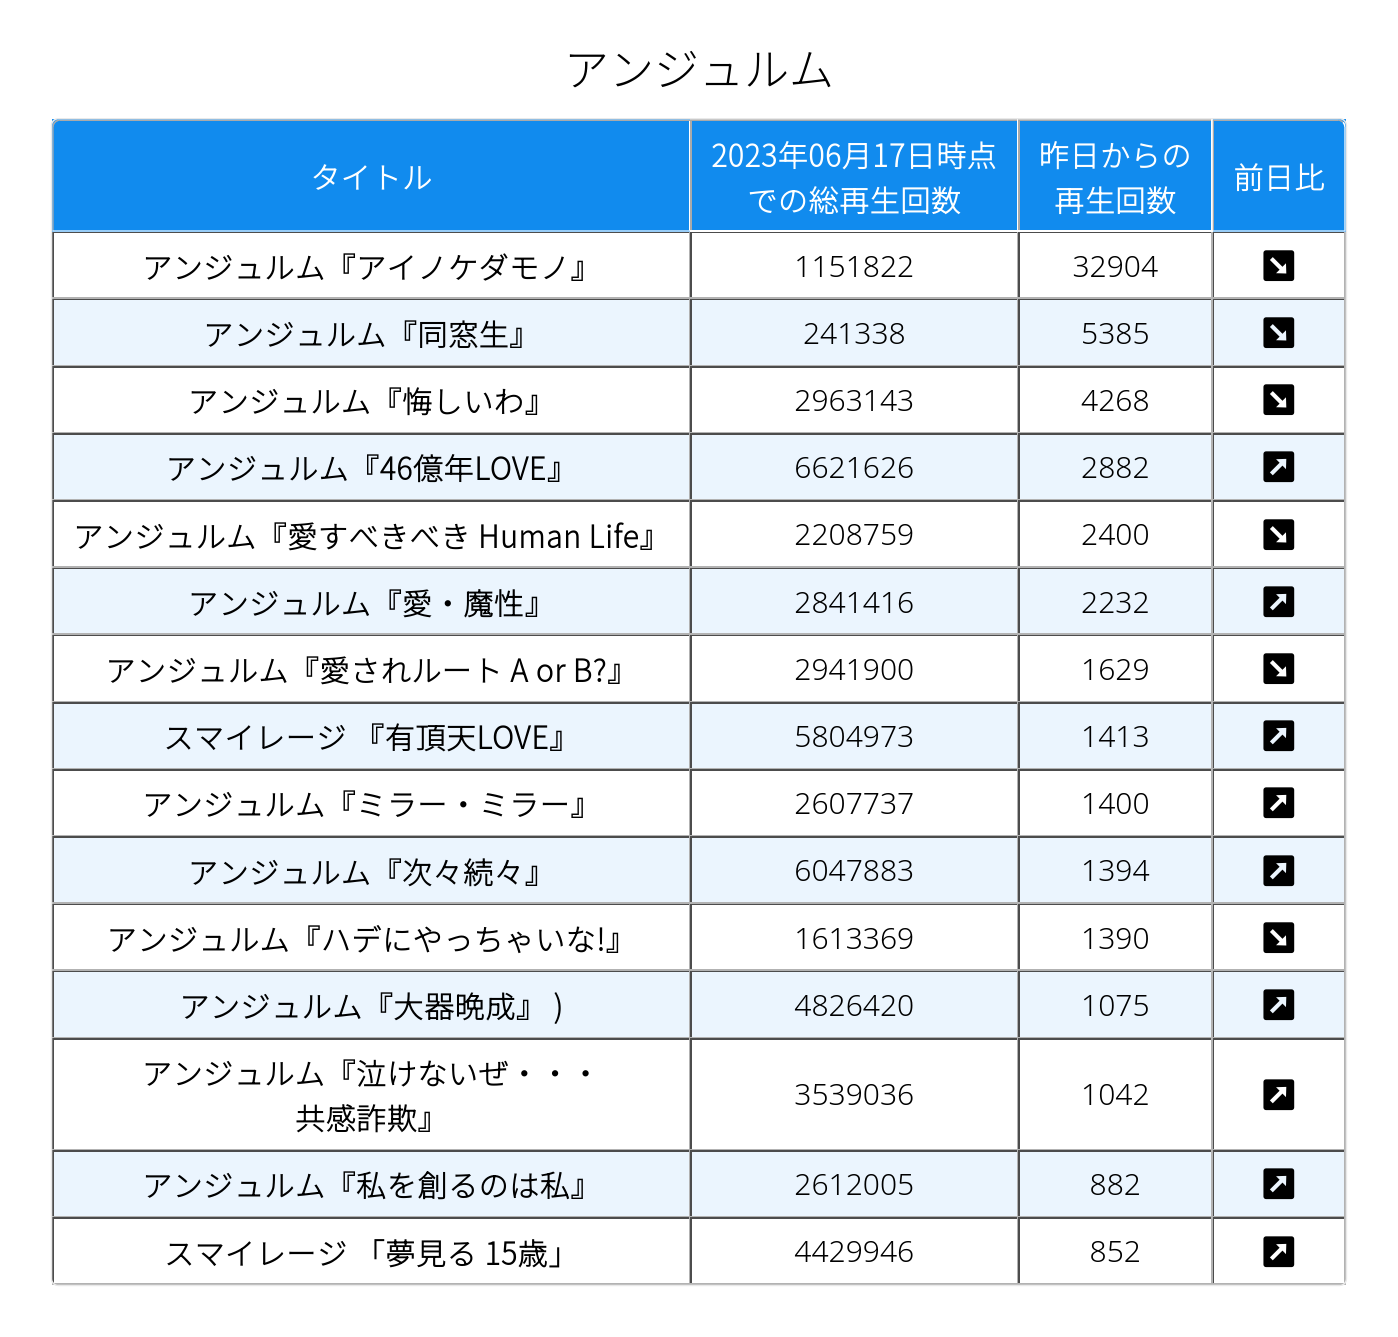 アンジュルム
タイトル
2023年06月17日時点
での総再生回数
昨日からの
再生回数
前日比
アンジュルム『アイノケダモノ』 1151822 32904 ↘
アンジュルム『同窓生』 241338 5385 ↘
アンジュルム『悔しいわ』 2963143 4268 ↘
アンジュルム『46億年LOVE』 6621626 2882 ↗
アンジュルム『愛すべきべき Human Life』 2208759 2400 ↘
アンジュルム『愛・魔性』 2841416 2232 ↗
アンジュルム『愛されルート A or B?』 2941900 1629 ↘
スマイレージ 『有頂天LOVE』 5804973 1413 ↗
アンジュルム『ミラー・ミラー』 2607737 1400 ↗
アンジュルム『次々続々』 6047883 1394 ↗
アンジュルム『ハデにやっちゃいな!』 1613369 1390 ↘
アンジュルム『大器晩成』 ) 4826420 1075 ↗
アンジュルム『泣けないぜ・・・
共感詐欺』 3539036 1042 ↗
アンジュルム『私を創るのは私』 2612005 882 ↗
スマイレージ 「夢見る 15歳」 4429946 852 ↗